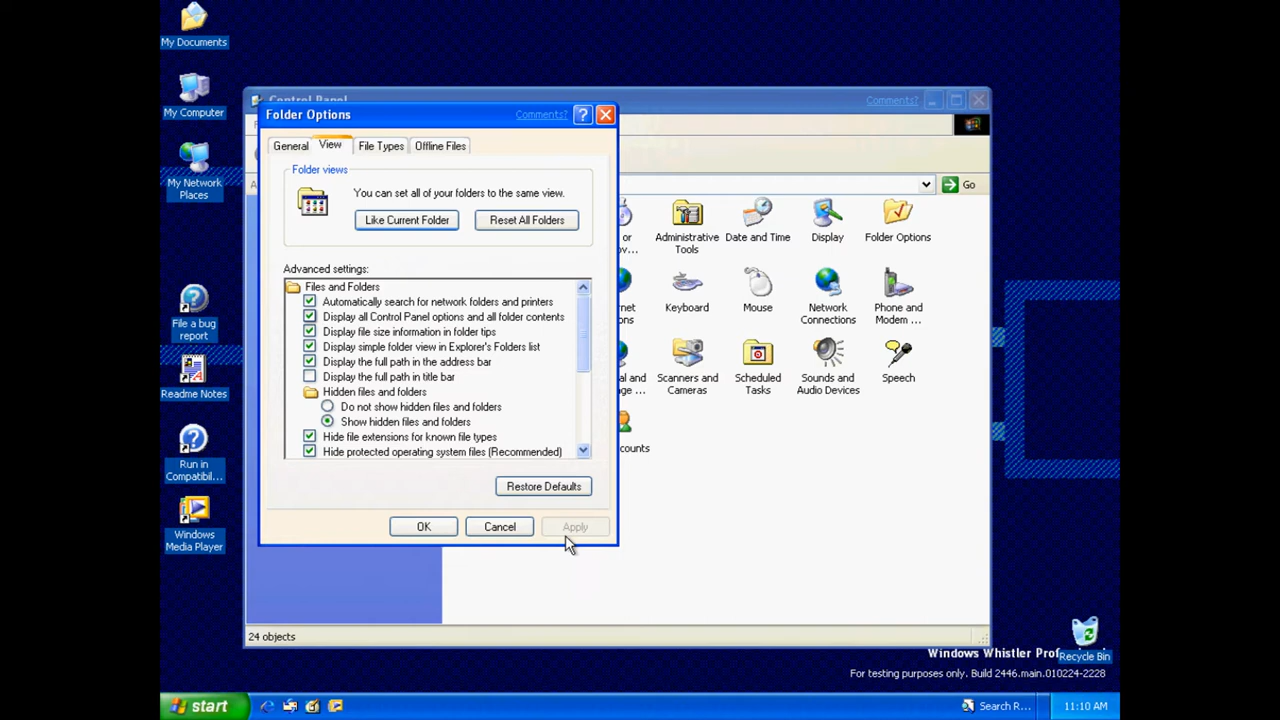 My Documents
My Computer
My Network
Places
File a bug
report
Readme Notes
Run in
Compatibil...
Windows
Media Player
Control Panel
Comments?
Folder Options
Comments?
General
View
File Types
Offline Files
Folder views
You can set all of your folders to the same view.
Like Current Folder
Reset All Folders
Advanced settings:
Files and Folders
Automatically search for network folders and printers
Display all Control Panel options and all folder contents
Display file size information in folder tips
Display simple folder view in Explorer's Folders list
Display the full path in the address bar
Display the full path in title bar
Hidden files and folders
Do not show hidden files and folders
Show hidden files and folders
Hide file extensions for known file types
Hide protected operating system files (Recommended)
Restore Defaults
OK
Cancel
Apply
Go
or
ov...
Administrative
Tools
Date and Time
Display
Folder Options
Keyboard
Mouse
Network
Connections
Phone and
Modem ...
Scanners and
Cameras
Scheduled
Tasks
Sounds and
Audio Devices
Speech
counts
24 objects
Windows Whistler Prof
Recycle Bin
For testing purposes only. Build 2446.main.010224-2228
start
Search R...
11:10 AM